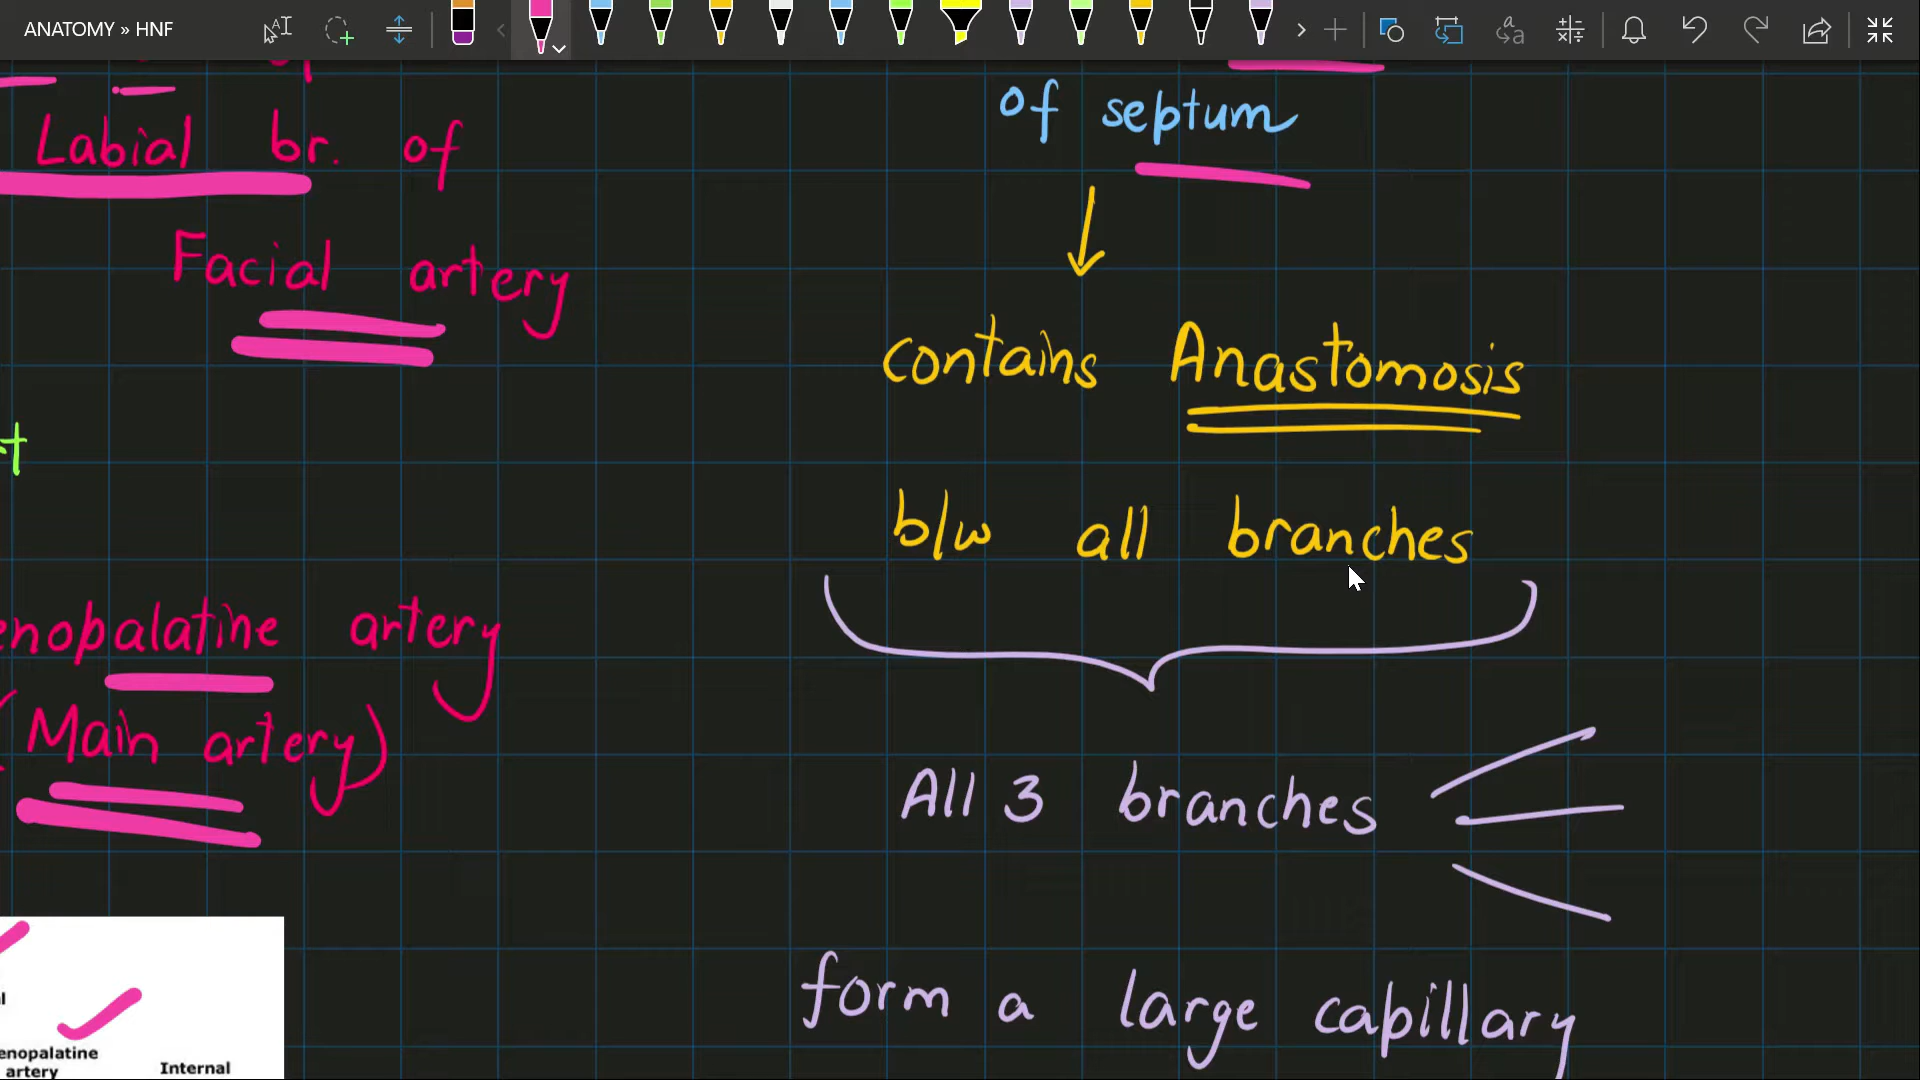 ANATOMY » HNF
Labial br. of
Facial artery
enopalatine artery
(Main artery)
enopalatine
artery
Internal
of septum
contains Anastomosis
b/w all branches
All 3 branches
form a large capillary